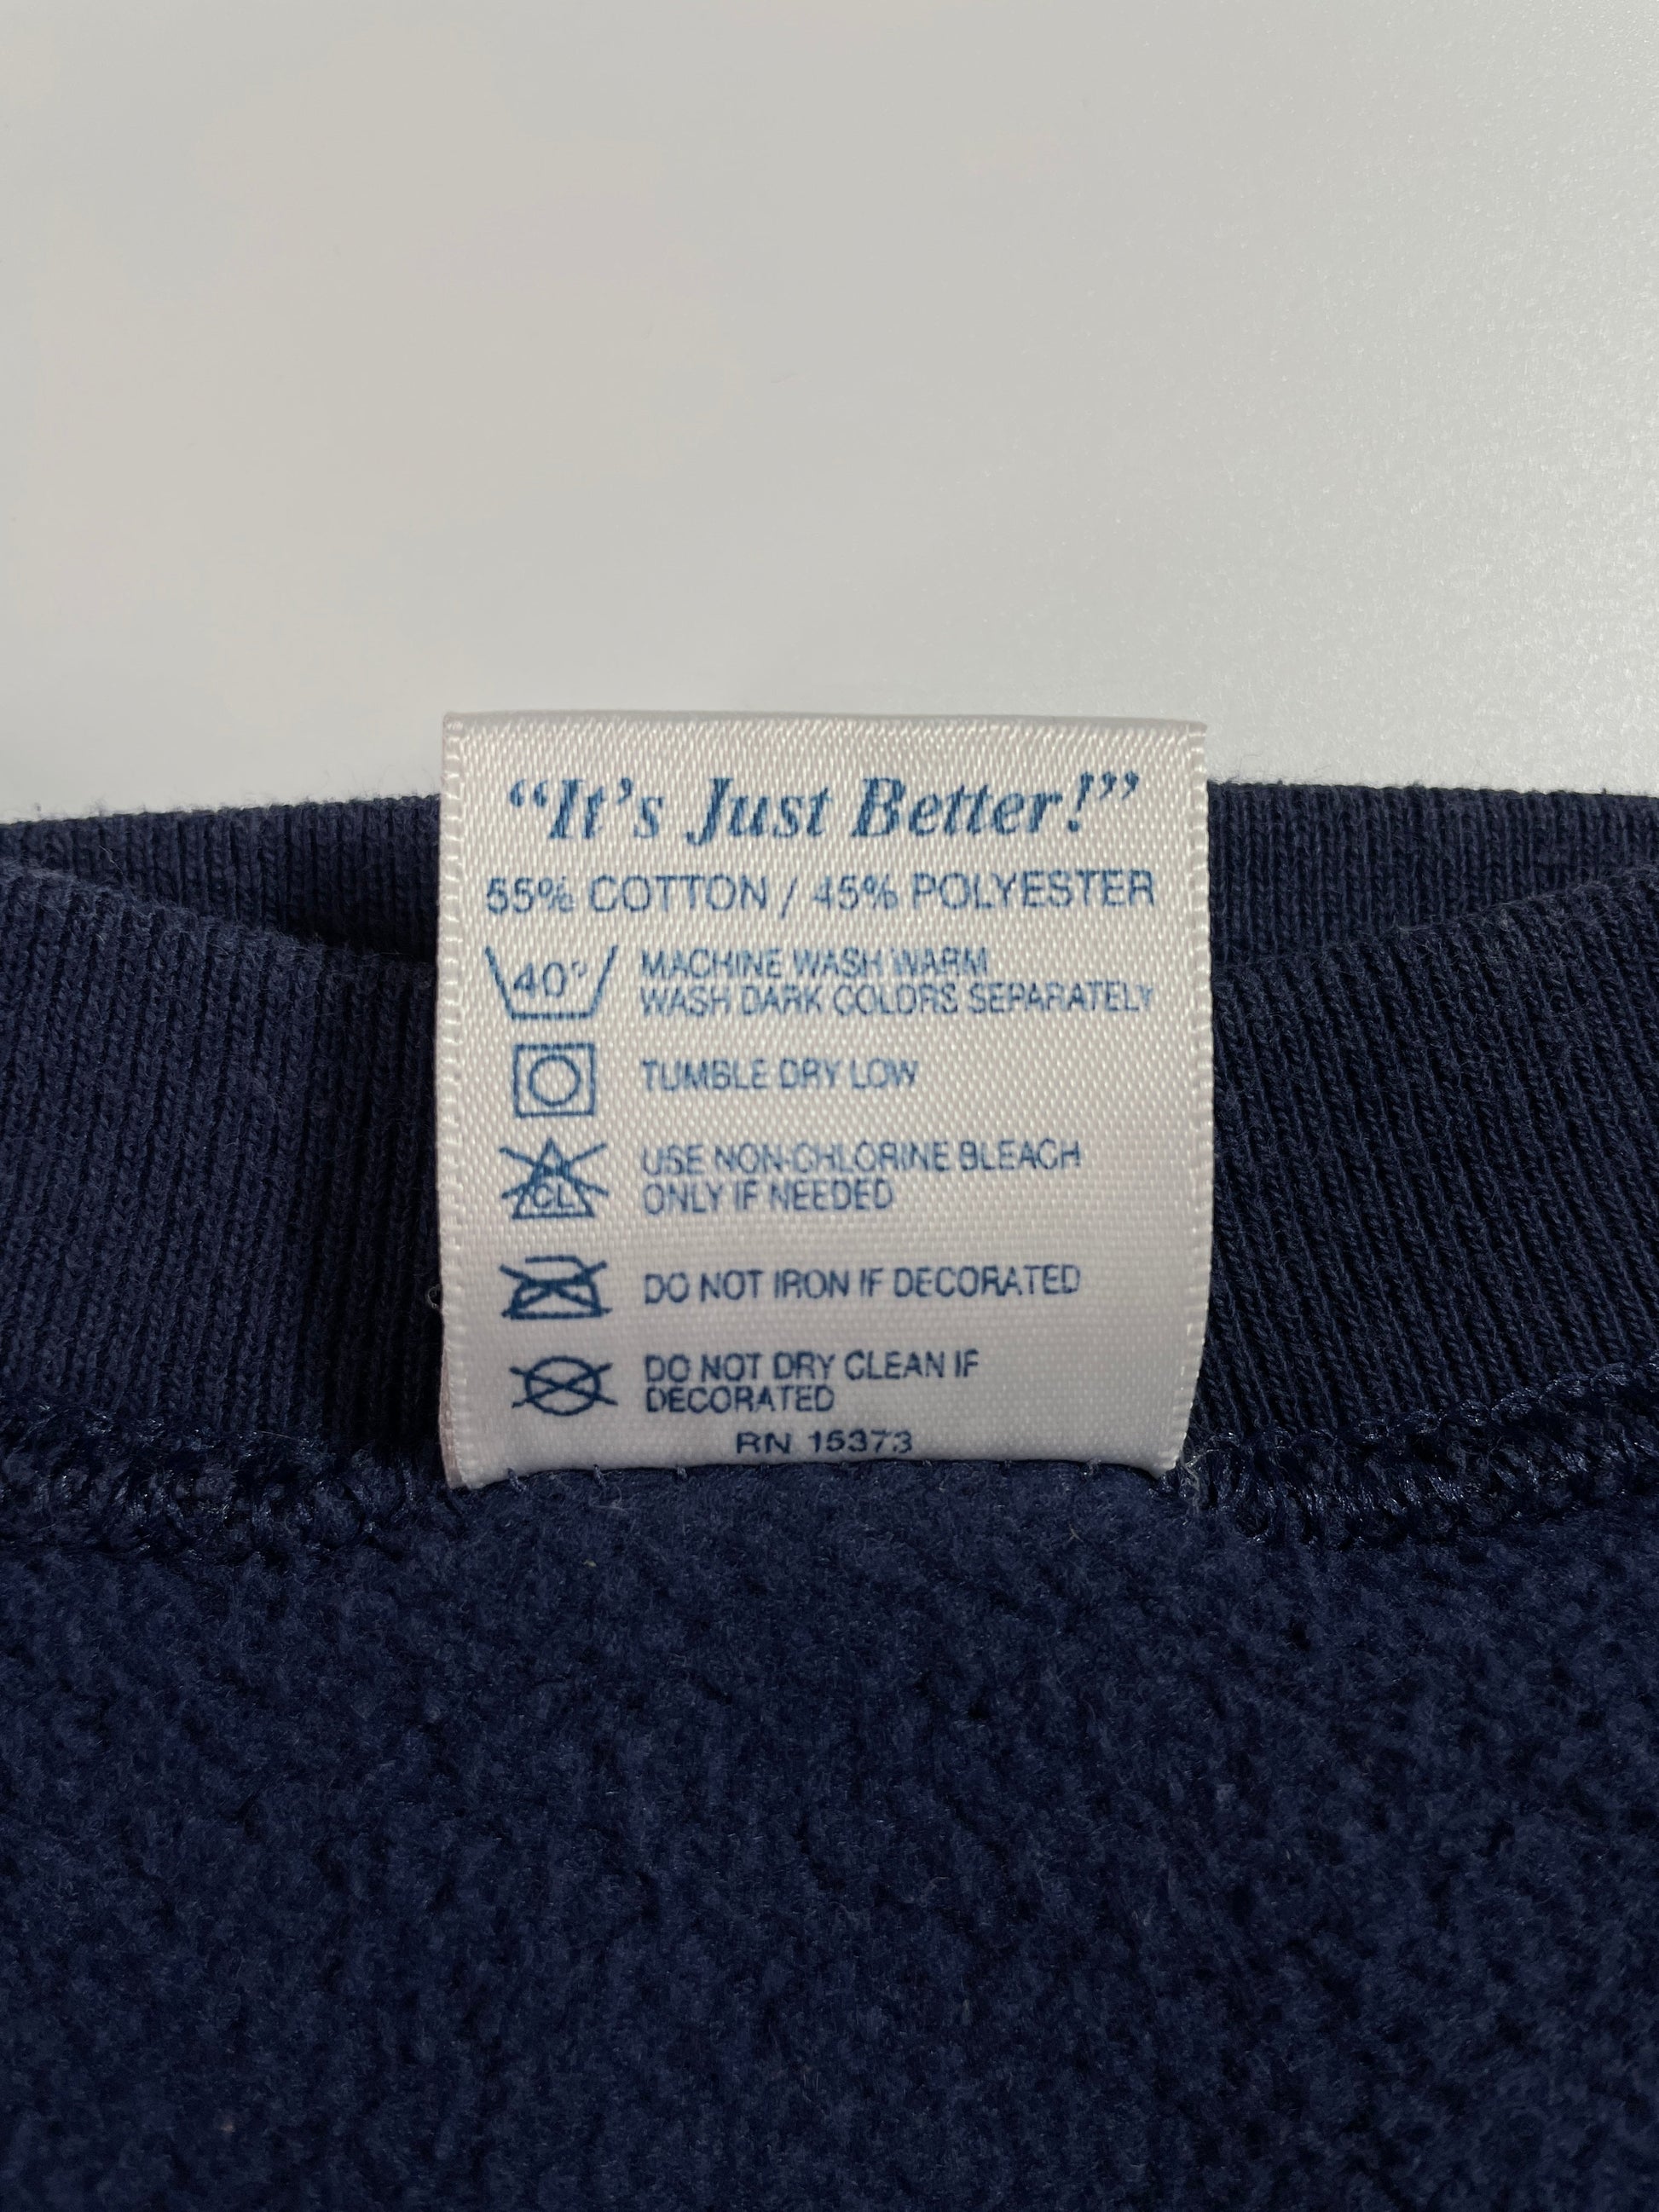 “It’s Just Better!”
55% COTTON / 45% POLYESTER
40° MACHINE WASH WARM
WASH DARK COLORS SEPARATELY
TUMBLE DRY LOW
CL USE NON-CHLORINE BLEACH
ONLY IF NEEDED
DO NOT IRON IF DECORATED
DO NOT DRY CLEAN IF
DECORATED
RN 15373